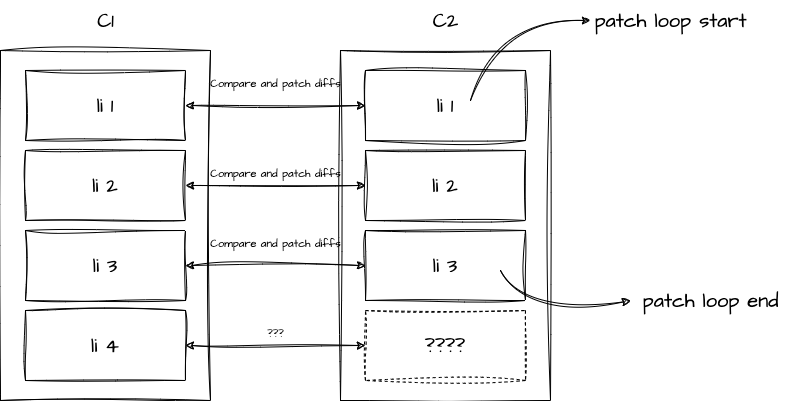 C1
C2
patch loop start
Compare and patch diffs
li 1
li 1
Compare and patch diffs
li 2
li 2
Compare and patch diffs
li 3
li 3
patch loop end
???
li 4
????